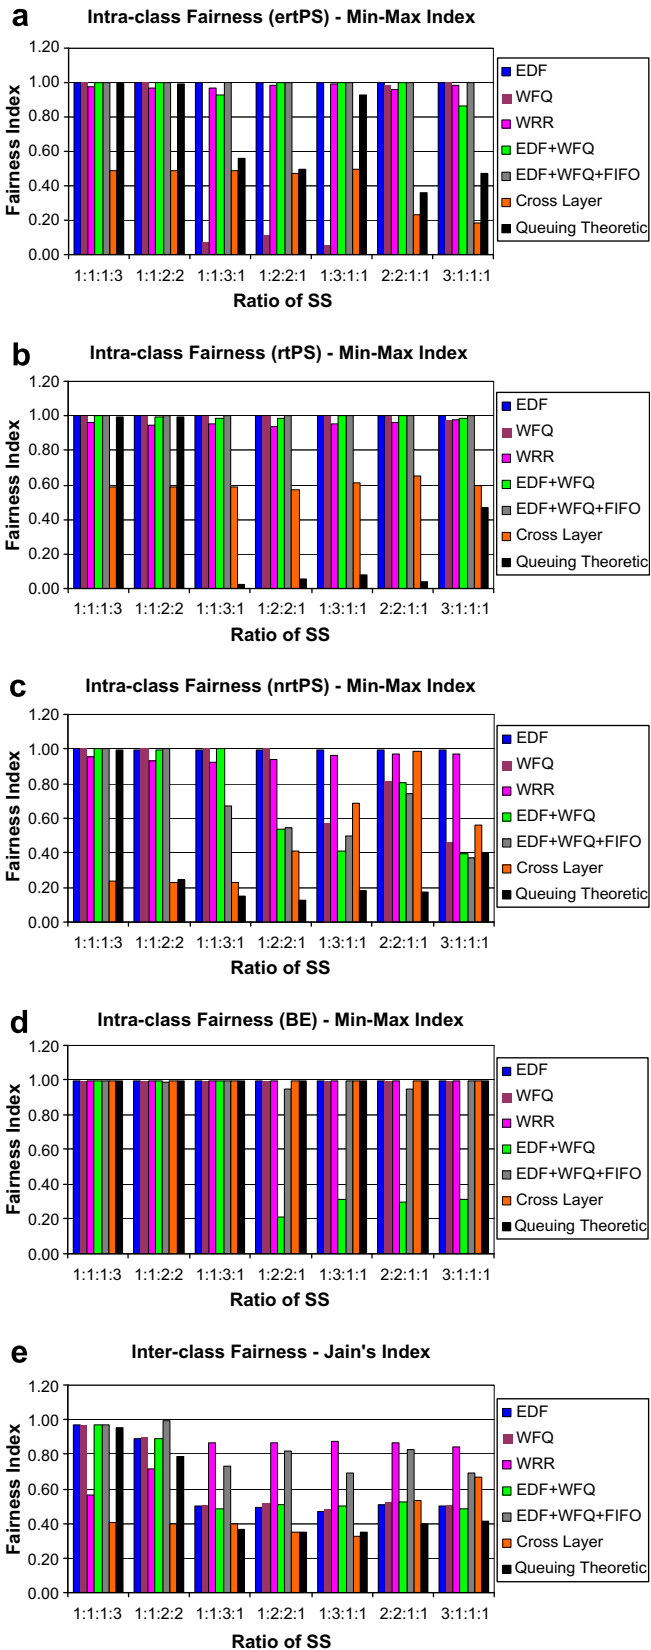 a
Intra-class Fairness (ertPS) - Min-Max Index
Fairness Index
1.20
1.00
0.80
0.60
0.40
0.20
0.00
1:1:1:3 1:1:2:2 1:1:3:1 1:2:2:1 1:3:1:1 2:2:1:1 3:1:1:1
Ratio of SS
EDF
WFQ
WRR
EDF+WFQ
EDF+WFQ+FIFO
Cross Layer
Queuing Theoretic
b
Intra-class Fairness (rtPS) - Min-Max Index
Fairness Index
1.20
1.00
0.80
0.60
0.40
0.20
0.00
1:1:1:3 1:1:2:2 1:1:3:1 1:2:2:1 1:3:1:1 2:2:1:1 3:1:1:1
Ratio of SS
EDF
WFQ
WRR
EDF+WFQ
EDF+WFQ+FIFO
Cross Layer
Queuing Theoretic
c
Intra-class Fairness (nrtPS) - Min-Max Index
Fairness Index
1.20
1.00
0.80
0.60
0.40
0.20
0.00
1:1:1:3 1:1:2:2 1:1:3:1 1:2:2:1 1:3:1:1 2:2:1:1 3:1:1:1
Ratio of SS
EDF
WFQ
WRR
EDF+WFQ
EDF+WFQ+FIFO
Cross Layer
Queuing Theoretic
d
Intra-class Fairness (BE) - Min-Max Index
Fairness Index
1.20
1.00
0.80
0.60
0.40
0.20
0.00
1:1:1:3 1:1:2:2 1:1:3:1 1:2:2:1 1:3:1:1 2:2:1:1 3:1:1:1
Ratio of SS
EDF
WFQ
WRR
EDF+WFQ
EDF+WFQ+FIFO
Cross Layer
Queuing Theoretic
e
Inter-class Fairness - Jain's Index
Fairness Index
1.20
1.00
0.80
0.60
0.40
0.20
0.00
1:1:1:3 1:1:2:2 1:1:3:1 1:2:2:1 1:3:1:1 2:2:1:1 3:1:1:1
Ratio of SS
EDF
WFQ
WRR
EDF+WFQ
EDF+WFQ+FIFO
Cross Layer
Queuing Theoretic